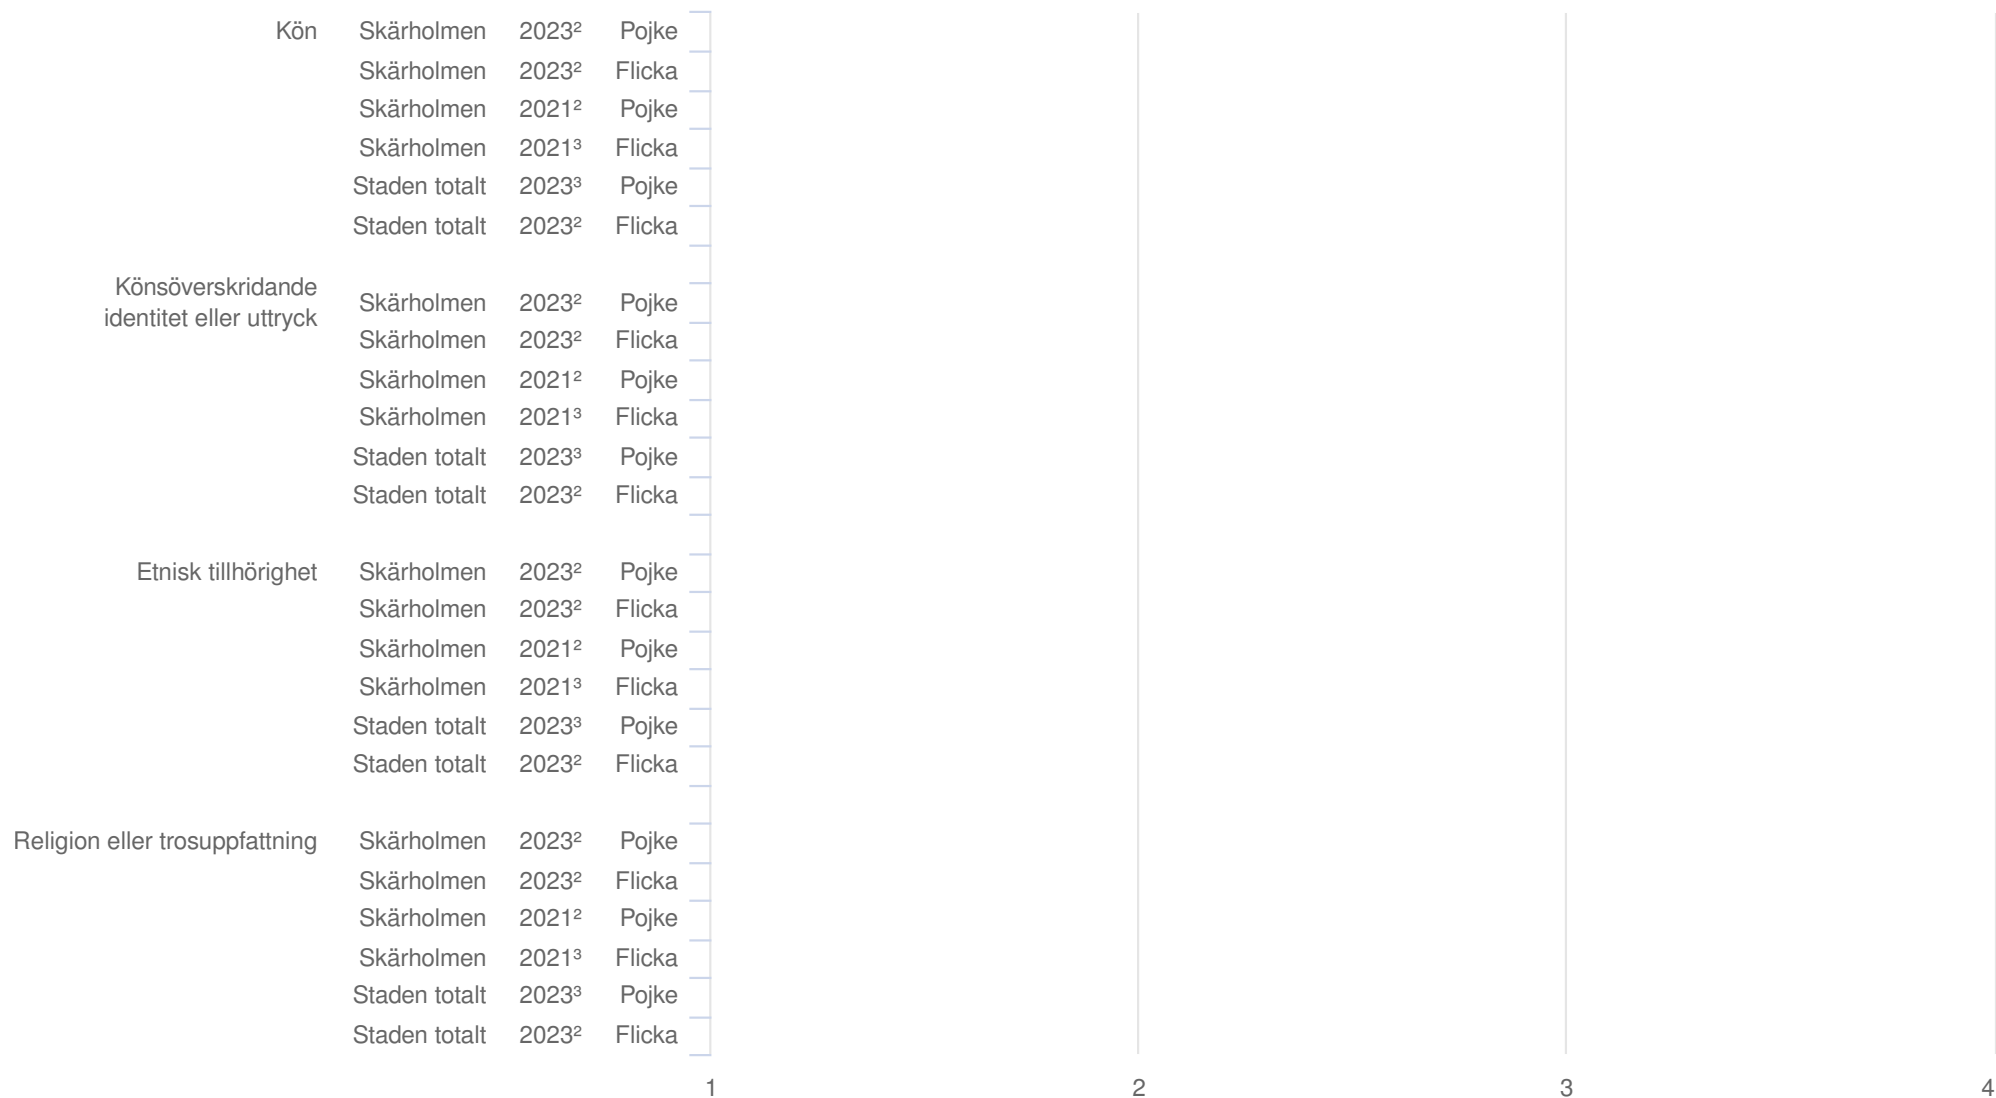 Kön Skärholmen 2023² Pojke
Skärholmen 2023² Flicka
Skärholmen 2021² Pojke
Skärholmen 2021³ Flicka
Staden totalt 2023³ Pojke
Staden totalt 2023² Flicka
Könsöverskridande
identitet eller uttryck
Skärholmen 2023² Pojke
Skärholmen 2023² Flicka
Skärholmen 2021² Pojke
Skärholmen 2021³ Flicka
Staden totalt 2023³ Pojke
Staden totalt 2023² Flicka
Etnisk tillhörighet Skärholmen 2023² Pojke
Skärholmen 2023² Flicka
Skärholmen 2021² Pojke
Skärholmen 2021³ Flicka
Staden totalt 2023³ Pojke
Staden totalt 2023² Flicka
Religion eller trosuppfattning Skärholmen 2023² Pojke
Skärholmen 2023² Flicka
Skärholmen 2021² Pojke
Skärholmen 2021³ Flicka
Staden totalt 2023³ Pojke
Staden totalt 2023² Flicka
1 2 3 4